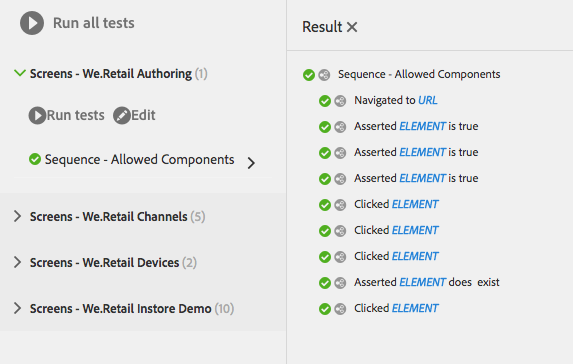 Run all tests
Screens - We.Retail Authoring (1)
Run tests Edit
Sequence - Allowed Components
Screens - We.Retail Channels (5)
Screens - We.Retail Devices (2)
Screens - We.Retail Instore Demo (10)
Result
Sequence - Allowed Components
Navigated to URL
Asserted ELEMENT is true
Asserted ELEMENT is true
Asserted ELEMENT is true
Clicked ELEMENT
Clicked ELEMENT
Clicked ELEMENT
Asserted ELEMENT does exist
Clicked ELEMENT